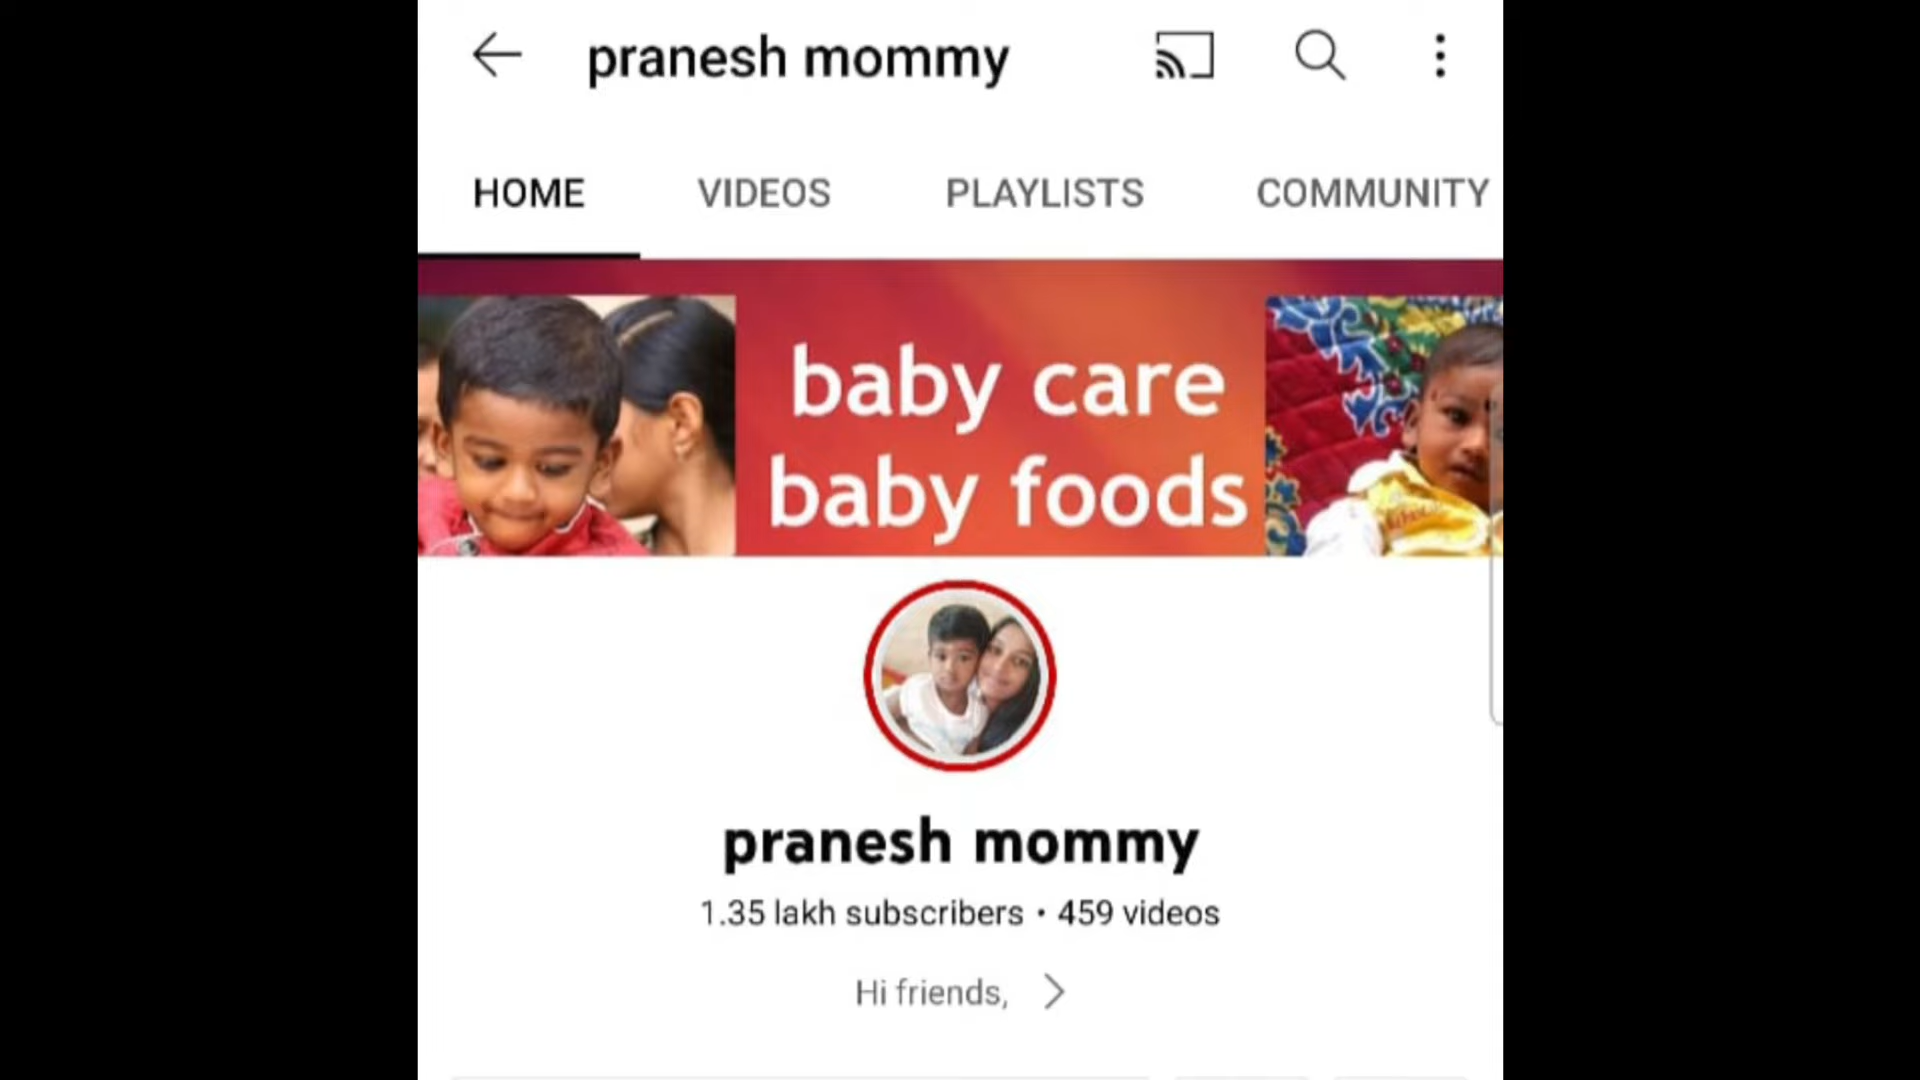 pranesh mommy
HOME VIDEOS PLAYLISTS COMMUNITY
baby care
baby foods
pranesh mommy
1.35 lakh subscribers • 459 videos
Hi friends,